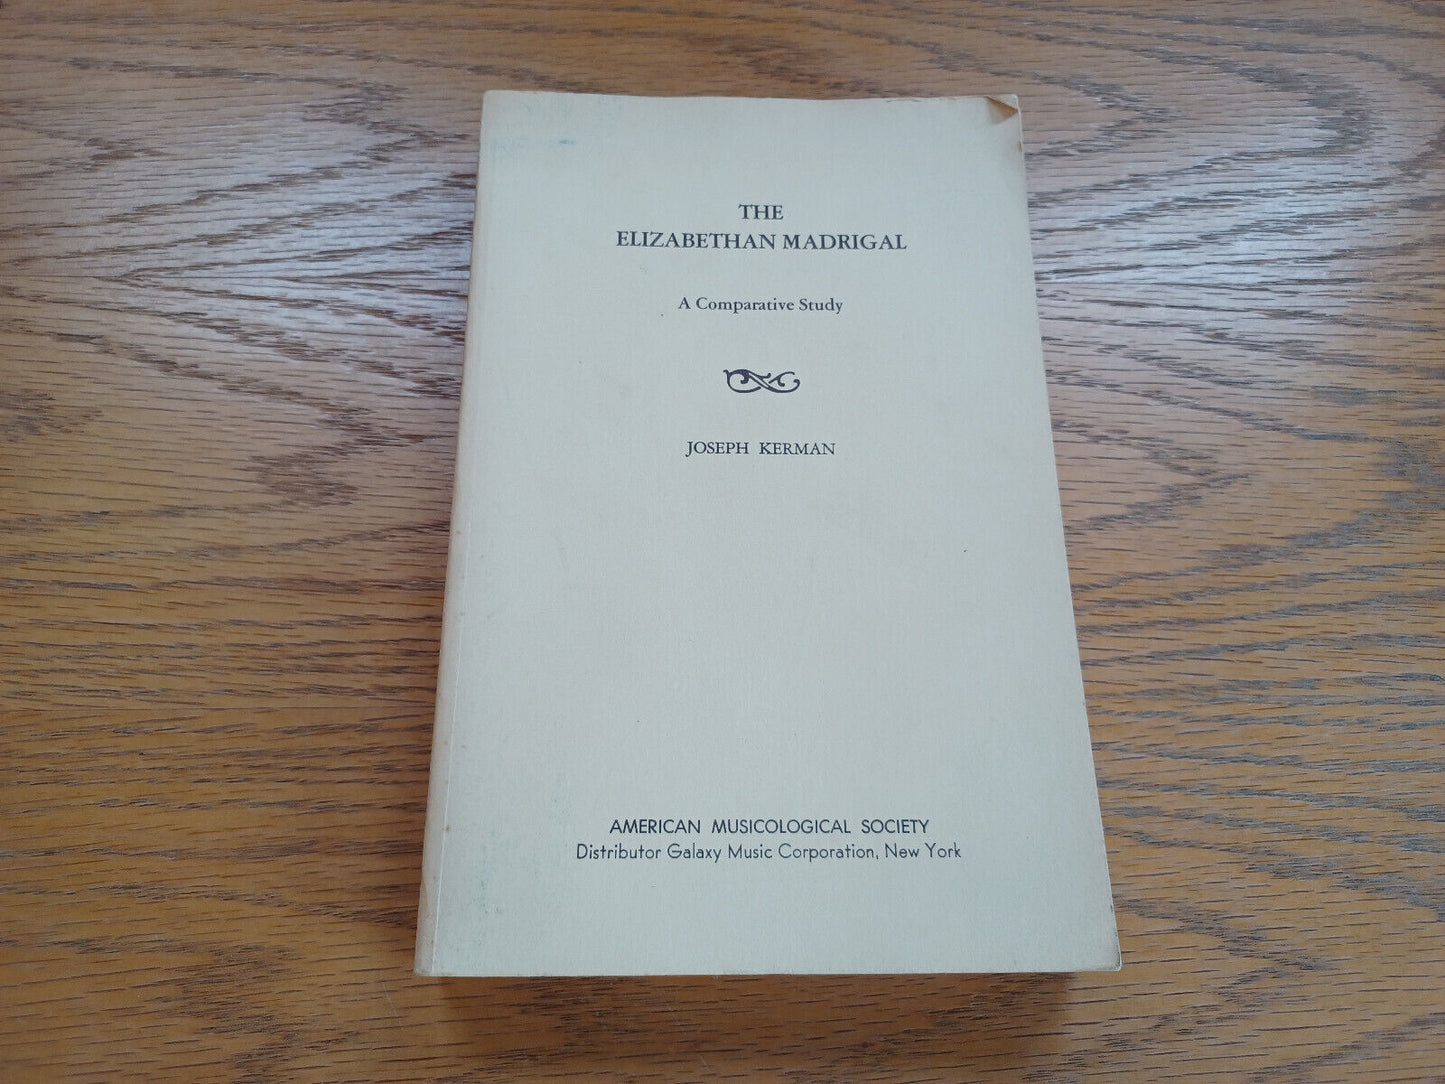 THE
ELIZABETHAN MADRIGAL
A Comparative Study
JOSEPH KERMAN
AMERICAN MUSICOLOGICAL SOCIETY
Distributor Galaxy Music Corporation, New York